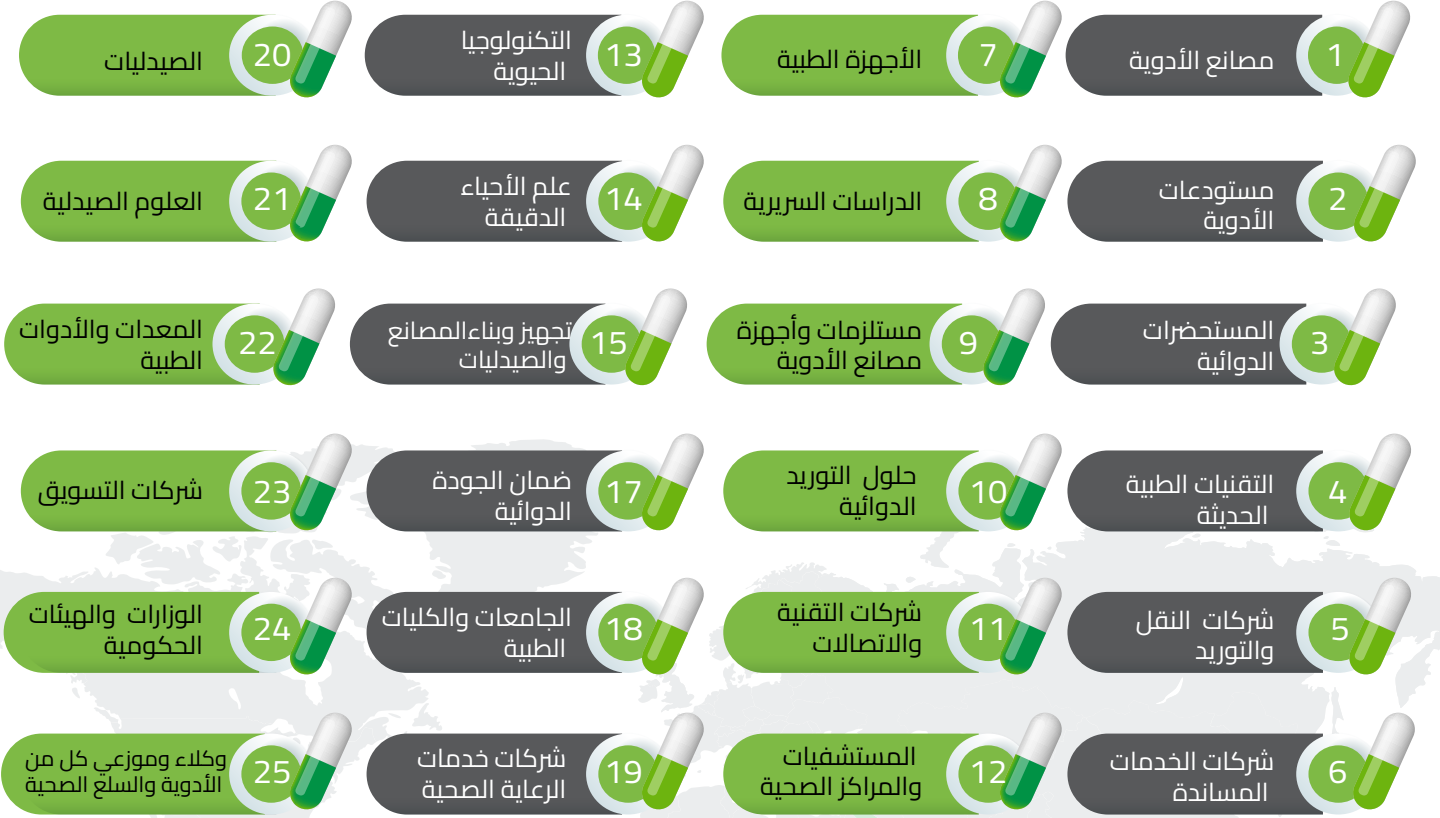 1
مصانع الأدوية
2
مستودعات
الأدوية
3
المستحضرات
الدوائية
4
التقنيات الطبية
الحديثة
5
شركات النقل
والتوريد
6
شركات الخدمات
المساندة
7
الأجهزة الطبية
8
الدراسات السريرية
9
مستلزمات وأجهزة
مصانع الأدوية
10
حلول التوريد
الدوائية
11
شركات التقنية
والاتصالات
12
المستشفيات
والمراكز الصحية
13
التكنولوجيا
الحيوية
14
علم الأحياء
الدقيقة
15
تجهيز وبناءالمصانع
والصيدليات
17
ضمان الجودة
الدوائية
18
الجامعات والكليات
الطبية
19
شركات خدمات
الرعاية الصحية
20
الصيدليات
21
العلوم الصيدلية
22
المعدات والأدوات
الطبية
23
شركات التسويق
24
الوزارات والهيئات
الحكومية
25
وكلاء وموزعي كل من
الأدوية والسلع الصحية